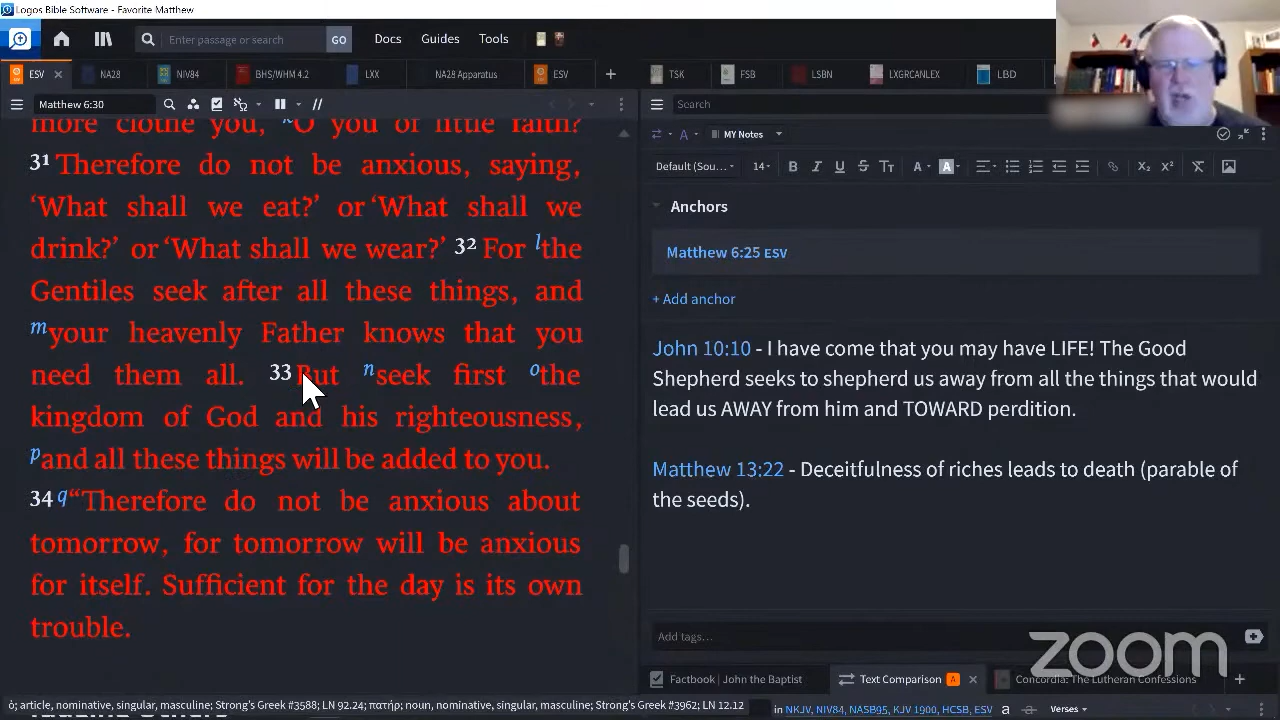 Logos Bible Software - Favorite Matthew
Enter passage or search GO Docs Guides Tools
ESV NA28 NIV84 BHS/WHM 4.2 LXX NA28 Apparatus ESV
TSK FSB LSBN LXGRCANLEX LBD
Matthew 6:30
Search
MY Notes
Default (Sou... 14 B I U S TT A A X₂ X²
more clothe you, k O you of little faith?
31 Therefore do not be anxious, saying,
‘What shall we eat?’ or ‘What shall we
drink?’ or ‘What shall we wear?’ 32 For l the
Gentiles seek after all these things, and
m your heavenly Father knows that you
need them all. 33 But n seek first o the
kingdom of God and his righteousness,
p and all these things will be added to you.
34 q “Therefore do not be anxious about
tomorrow, for tomorrow will be anxious
for itself. Sufficient for the day is its own
trouble.
Anchors
Matthew 6:25 ESV
+ Add anchor
John 10:10 - I have come that you may have LIFE! The Good
Shepherd seeks to shepherd us away from all the things that would
lead us AWAY from him and TOWARD perdition.
Matthew 13:22 - Deceitfulness of riches leads to death (parable of
the seeds).
Add tags...
zoom
Factbook | John the Baptist Text Comparison A Concordia: The Lutheran Confessions
ὁ; article, nominative, singular, masculine; Strong's Greek #3588; LN 92.24; πατήρ; noun, nominative, singular, masculine; Strong's Greek #3962; LN 12.12
in NKJV, NIV84, NASB95, KJV 1900, HCSB, ESV a a Verses